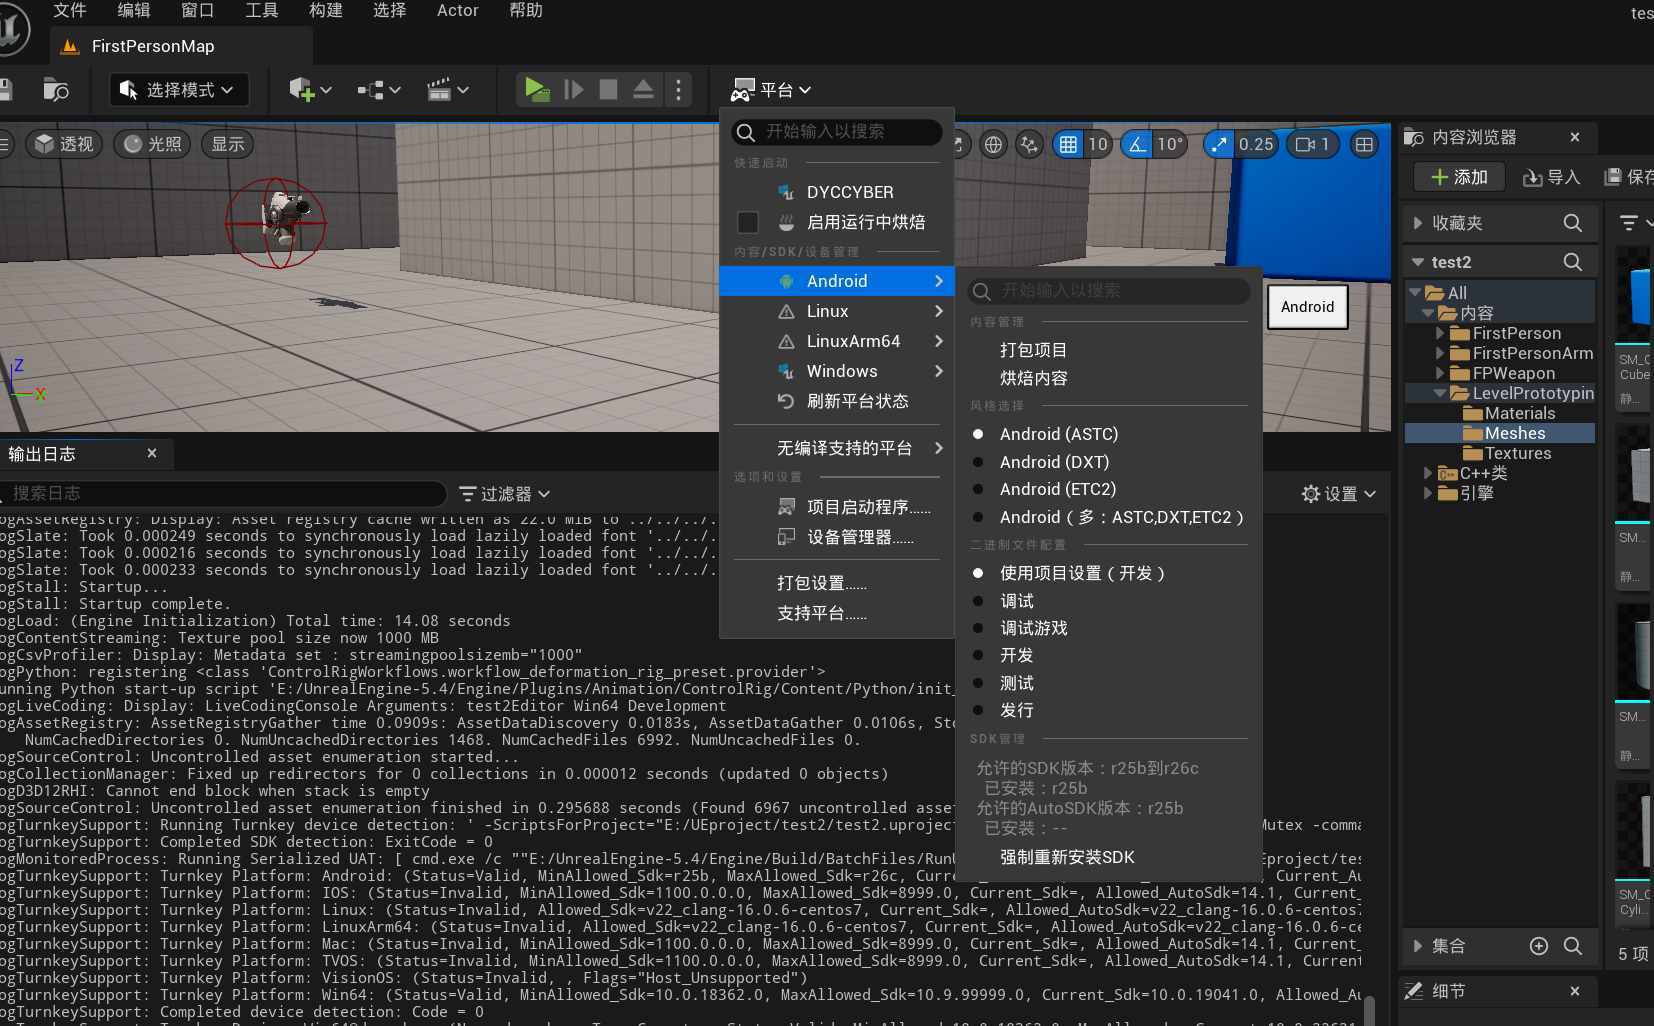 文件 编辑 窗口 工具 构建 选择 Actor 帮助
tes
FirstPersonMap
选择模式
平台
透视 光照 显示
10 10° 0.25 1
开始输入以搜索
快速启动
DYCCYBER
启用运行中烘焙
内容/SDK/设备管理
Android
Linux
LinuxArm64
Windows
刷新平台状态
无编译支持的平台
选项和设置
项目启动程序......
设备管理器......
打包设置......
支持平台......
开始输入以搜索
内容管理
打包项目
烘焙内容
风格选择
Android (ASTC)
Android (DXT)
Android (ETC2)
Android（多：ASTC,DXT,ETC2）
二进制文件配置
使用项目设置（开发）
调试
调试游戏
开发
测试
发行
SDK管理
允许的SDK版本：r25b到r26c
已安装：r25b
允许的AutoSDK版本：r25b
已安装：--
强制重新安装SDK
Android
Z
Y
内容浏览器
添加 导入 保存
收藏夹
test2
All
内容
FirstPerson
FirstPersonArm
FPWeapon
LevelPrototypin
Materials
Meshes
Textures
C++类
引擎
SM_C
Cube
静...
SM...
静...
SM...
静...
SM_C
Cyli...
集合
5 项
细节
输出日志
搜索日志
过滤器
设置
ogAssetRegistry: Display: Asset registry cache written as 22.0 MiB to ../../.
ogSlate: Took 0.000249 seconds to synchronously load lazily loaded font '../../.
ogSlate: Took 0.000216 seconds to synchronously load lazily loaded font '../../.
ogSlate: Took 0.000233 seconds to synchronously load lazily loaded font '../../.
ogStall: Startup...
ogStall: Startup complete.
ogLoad: (Engine Initialization) Total time: 14.08 seconds
ogContentStreaming: Texture pool size now 1000 MB
ogCsvProfiler: Display: Metadata set : streamingpoolsizemb="1000"
ogPython: registering <class 'ControlRigWorkflows.workflow_deformation_rig_preset.provider'>
unning Python start-up script 'E:/UnrealEngine-5.4/Engine/Plugins/Animation/ControlRig/Content/Python/init_
ogLiveCoding: Display: LiveCodingConsole Arguments: test2Editor Win64 Development
ogAssetRegistry: AssetRegistryGather time 0.0909s: AssetDataDiscovery 0.0183s, AssetDataGather 0.0106s, Sto
NumCachedDirectories 0. NumUncachedDirectories 1468. NumCachedFiles 6992. NumUncachedFiles 0.
ogSourceControl: Uncontrolled asset enumeration started...
ogCollectionManager: Fixed up redirectors for 0 collections in 0.000012 seconds (updated 0 objects)
ogD3D12RHI: Cannot end block when stack is empty
ogSourceControl: Uncontrolled asset enumeration finished in 0.295688 seconds (Found 6967 uncontrolled asset
ogTurnkeySupport: Running Turnkey device detection: ' -ScriptsForProject="E:/UEproject/test2/test2.uproject Mutex -comma
ogTurnkeySupport: Completed SDK detection: ExitCode = 0
ogMonitoredProcess: Running Serialized UAT: [ cmd.exe /c ""E:/UnrealEngine-5.4/Engine/Build/BatchFiles/RunU Eproject/tes
ogTurnkeySupport: Turnkey Platform: Android: (Status=Valid, MinAllowed_Sdk=r25b, MaxAllowed_Sdk=r26c, Curre Current_Au
ogTurnkeySupport: Turnkey Platform: IOS: (Status=Invalid, MinAllowed_Sdk=1100.0.0.0, MaxAllowed_Sdk=8999.0, Current_Sdk=, Allowed_AutoSdk=14.1, Current_
ogTurnkeySupport: Turnkey Platform: Linux: (Status=Invalid, Allowed_Sdk=v22_clang-16.0.6-centos7, Current_Sdk=, Allowed_AutoSdk=v22_clang-16.0.6-centos7
ogTurnkeySupport: Turnkey Platform: LinuxArm64: (Status=Invalid, Allowed_Sdk=v22_clang-16.0.6-centos7, Current_Sdk=, Allowed_AutoSdk=v22_clang-16.0.6-ce
ogTurnkeySupport: Turnkey Platform: Mac: (Status=Invalid, MinAllowed_Sdk=1100.0.0.0, MaxAllowed_Sdk=8999.0, Current_Sdk=, Allowed_AutoSdk=14.1, Current_
ogTurnkeySupport: Turnkey Platform: TVOS: (Status=Invalid, MinAllowed_Sdk=1100.0.0.0, MaxAllowed_Sdk=8999.0, Current_Sdk=, Allowed_AutoSdk=14.1, Current
ogTurnkeySupport: Turnkey Platform: VisionOS: (Status=Invalid, , Flags="Host_Unsupported")
ogTurnkeySupport: Turnkey Platform: Win64: (Status=Valid, MinAllowed_Sdk=10.0.18362.0, MaxAllowed_Sdk=10.9.99999.0, Current_Sdk=10.0.19041.0, Allowed_Au
ogTurnkeySupport: Completed device detection: Code = 0